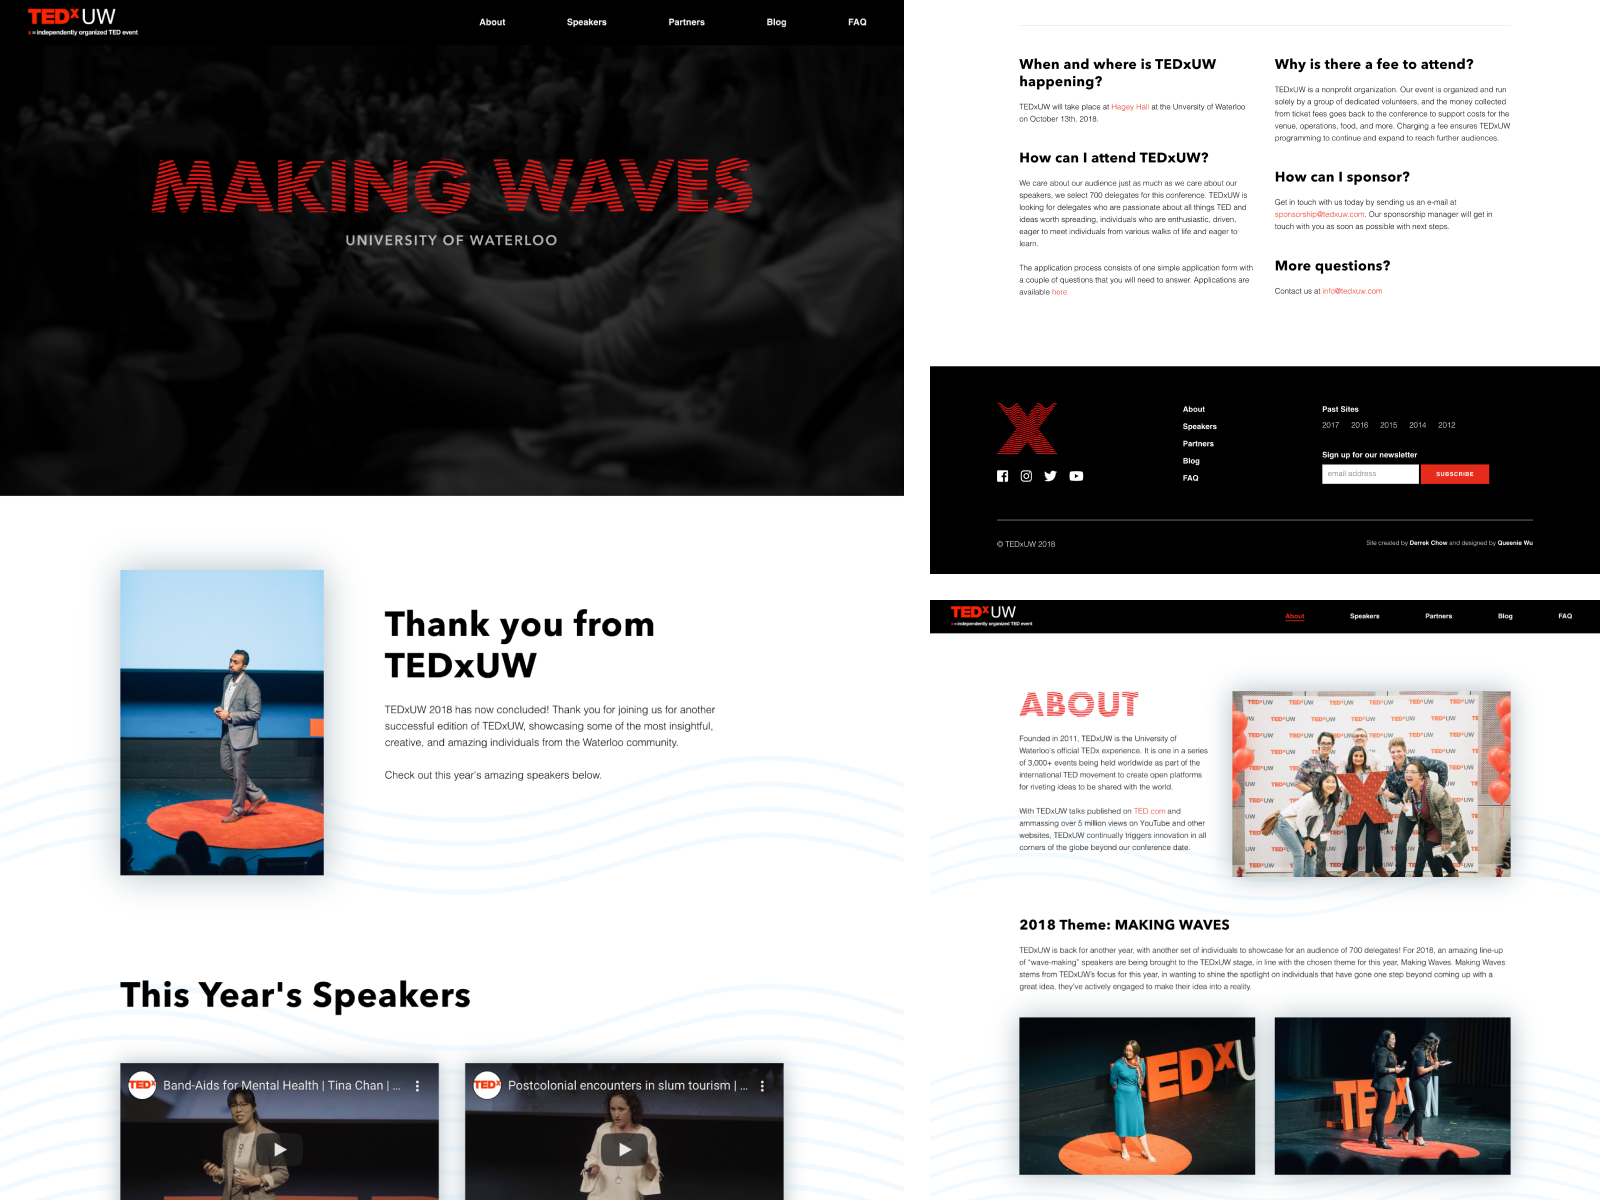 TEDxUW
x = independently organized TED event
About
Speakers
Partners
Blog
FAQ
MAKING WAVES
UNIVERSITY OF WATERLOO
Thank you from
TEDxUW
TEDxUW 2018 has now concluded! Thank you for joining us for another
successful edition of TEDxUW, showcasing some of the most insightful,
creative, and amazing individuals from the Waterloo community.
Check out this year's amazing speakers below.
This Year's Speakers
TEDx
Band-Aids for Mental Health | Tina Chan | ...
TEDx
Postcolonial encounters in slum tourism | ...
When and where is TEDxUW
happening?
TEDxUW will take place at Hagey Hall at the Unversity of Waterloo
on October 13th, 2018.
How can I attend TEDxUW?
We care about our audience just as much as we care about our
speakers, we select 700 delegates for this conference. TEDxUW is
looking for delegates who are passionate about all things TED and
ideas worth spreading, individuals who are enthusiastic, driven,
eager to meet individuals from various walks of life and eager to
learn.
The application process consists of one simple application form with
a couple of questions that you will need to answer. Applications are
available here
Why is there a fee to attend?
TEDxUW is a nonprofit organization. Our event is organized and run
solely by a group of dedicated volunteers, and the money collected
from ticket fees goes back to the conference to support costs for the
venue, operations, food, and more. Charging a fee ensures TEDxUW
programming to continue and expand to reach further audiences.
How can I sponsor?
Get in touch with us today by sending us an e-mail at
sponsorship@tedxuw.com. Our sponsorship manager will get in
touch with you as soon as possible with next steps.
More questions?
Contact us at info@tedxuw.com
X
About
Speakers
Partners
Blog
FAQ
Past Sites
2017 2016 2015 2014 2012
Sign up for our newsletter
email address
SUBSCRIBE
© TEDxUW 2018
Site created by Derrek Chow and designed by Queenie Wu
TEDxUW
x = independently organized TED event
About
Speakers
Partners
Blog
FAQ
ABOUT
Founded in 2011, TEDxUW is the University of
Waterloo's official TEDx experience. It is one in a series
of 3,000+ events being held worldwide as part of the
international TED movement to create open platforms
for riveting ideas to be shared with the world.
With TEDxUW talks published on TED.com and
ammassing over 5 million views on YouTube and other
websites, TEDxUW continually triggers innovation in all
corners of the globe beyond our conference date.
2018 Theme: MAKING WAVES
TEDxUW is back for another year, with another set of individuals to showcase for an audience of 700 delegates! For 2018, an amazing line-up
of "wave-making" speakers are being brought to the TEDxUW stage, in line with the chosen theme for this year, Making Waves. Making Waves
stems from TEDxUW's focus for this year, in wanting to shine the spotlight on individuals that have gone one step beyond coming up with a
great idea, they've actively engaged to make their idea into a reality.
TEDxU
TEDx